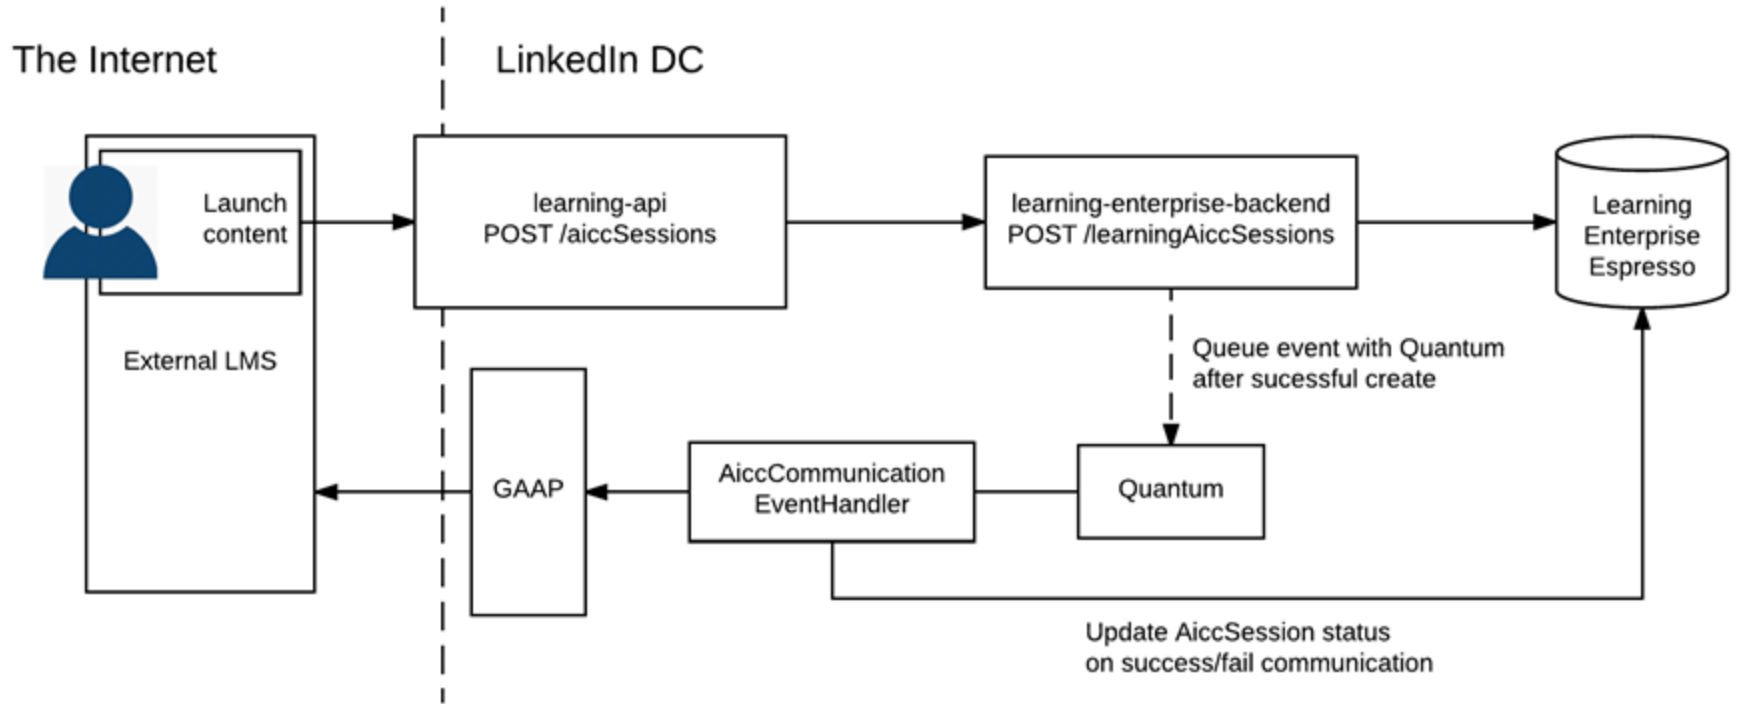 The Internet
LinkedIn DC
Launch
content
learning-api
POST /aiccSessions
learning-enterprise-backend
POST /learningAiccSessions
Learning
Enterprise
Espresso
External LMS
Queue event with Quantum
after sucessful create
GAAP
AiccCommunication
EventHandler
Quantum
Update AiccSession status
on success/fail communication